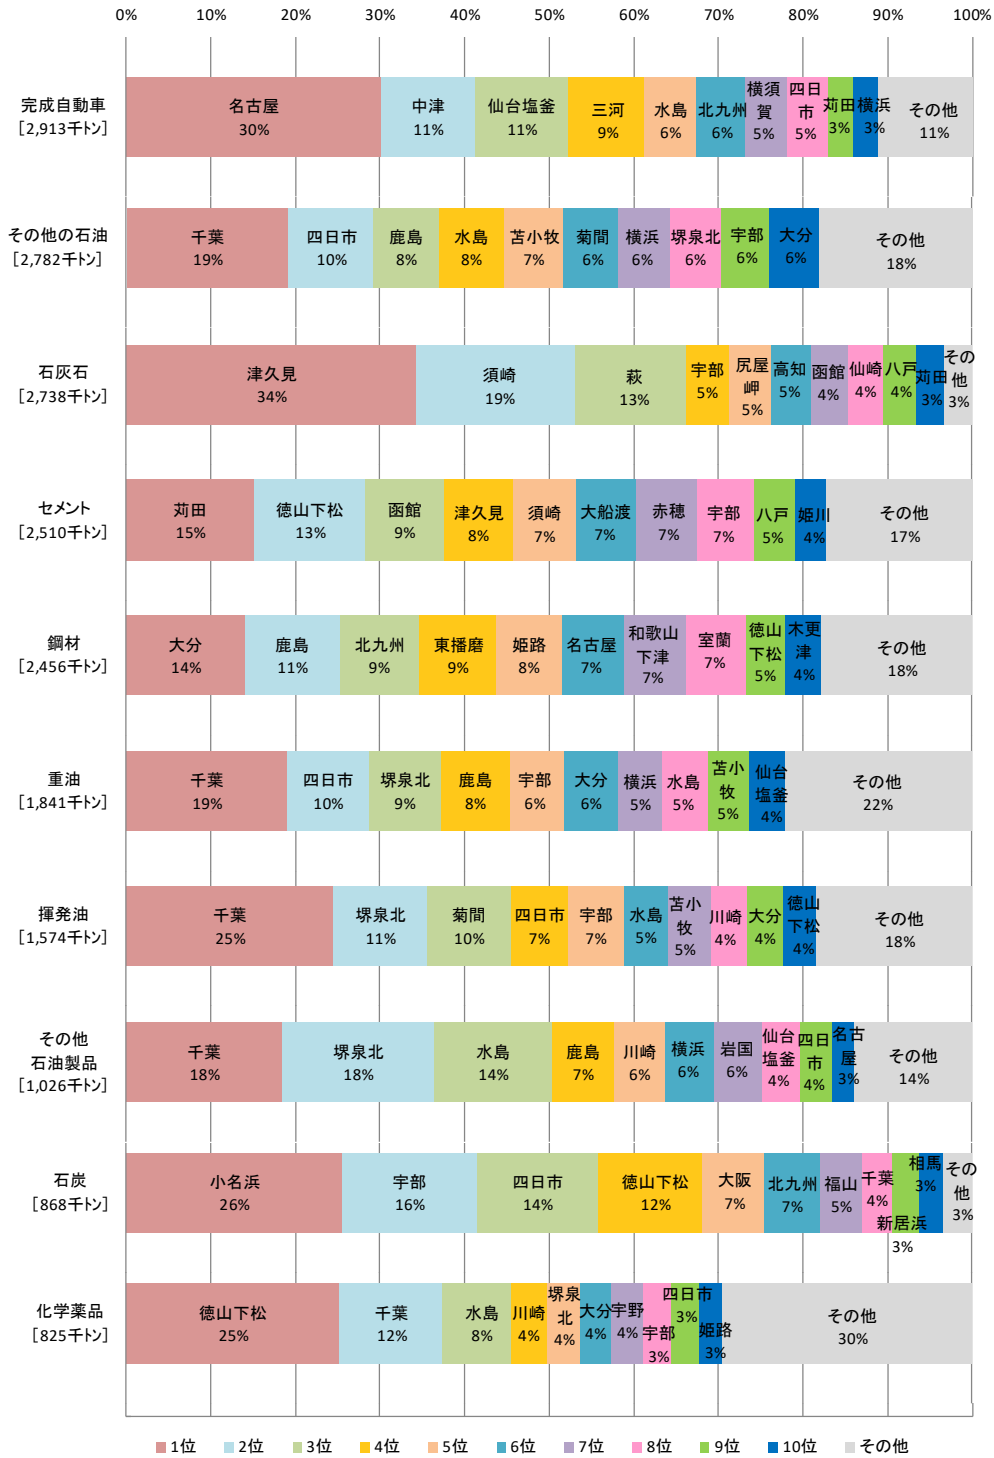 0% 10% 20% 30% 40% 50% 60% 70% 80% 90% 100%
完成自動車
[2,913千トン]
名古屋
30%
中津
11%
仙台塩釜
11%
三河
9%
水島
6%
北九州
6%
横須
賀
5%
四日
市
5%
苅田
3%
横浜
3%
その他
11%
その他の石油
[2,782千トン]
千葉
19%
四日市
10%
鹿島
8%
水島
8%
苫小牧
7%
菊間
6%
横浜
6%
堺泉北
6%
宇部
6%
大分
6%
その他
18%
石灰石
[2,738千トン]
津久見
34%
須崎
19%
萩
13%
宇部
5%
尻屋
岬
5%
高知
5%
函館
4%
仙崎
4%
八戸
4%
苅田
3%
その
他
3%
セメント
[2,510千トン]
苅田
15%
徳山下松
13%
函館
9%
津久見
8%
須崎
7%
大船渡
7%
赤穂
7%
宇部
7%
八戸
5%
姫川
4%
その他
17%
鋼材
[2,456千トン]
大分
14%
鹿島
11%
北九州
9%
東播磨
9%
姫路
8%
名古屋
7%
和歌山
下津
7%
室蘭
7%
徳山
下松
5%
木更
津
4%
その他
18%
重油
[1,841千トン]
千葉
19%
四日市
10%
堺泉北
9%
鹿島
8%
宇部
6%
大分
6%
横浜
5%
水島
5%
苫小
牧
5%
仙台
塩釜
4%
その他
22%
揮発油
[1,574千トン]
千葉
25%
堺泉北
11%
菊間
10%
四日市
7%
宇部
7%
水島
5%
苫小
牧
5%
川崎
4%
大分
4%
徳山
下松
4%
その他
18%
その他
石油製品
[1,026千トン]
千葉
18%
堺泉北
18%
水島
14%
鹿島
7%
川崎
6%
横浜
6%
岩国
6%
仙台
塩釜
4%
四日
市
4%
名古
屋
3%
その他
14%
石炭
[868千トン]
小名浜
26%
宇部
16%
四日市
14%
徳山下松
12%
大阪
7%
北九州
7%
福山
5%
千葉
4%
新居浜
3%
相馬
3%
その
他
3%
化学薬品
[825千トン]
徳山下松
25%
千葉
12%
水島
8%
川崎
4%
堺泉
北
4%
大分
4%
宇野
4%
宇部
3%
四日市
3%
姫路
3%
その他
30%
1位 2位 3位 4位 5位 6位 7位 8位 9位 10位 その他